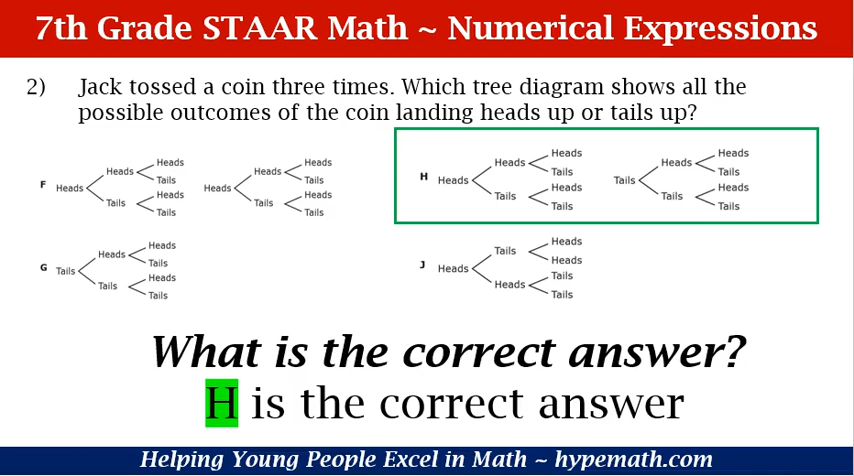 7th Grade STAAR Math ~ Numerical Expressions
2) Jack tossed a coin three times. Which tree diagram shows all the
possible outcomes of the coin landing heads up or tails up?
F Heads
Heads
Heads
Tails
Tails
Heads
Tails
Heads
Heads
Heads
Tails
Tails
Heads
Tails
H Heads
Heads
Heads
Tails
Tails
Heads
Tails
Tails
Heads
Heads
Tails
Tails
Heads
Tails
G Tails
Heads
Heads
Tails
Tails
Heads
Tails
J Heads
Tails
Heads
Heads
Heads
Tails
Tails
What is the correct answer?
H is the correct answer
Helping Young People Excel in Math ~ hypemath.com